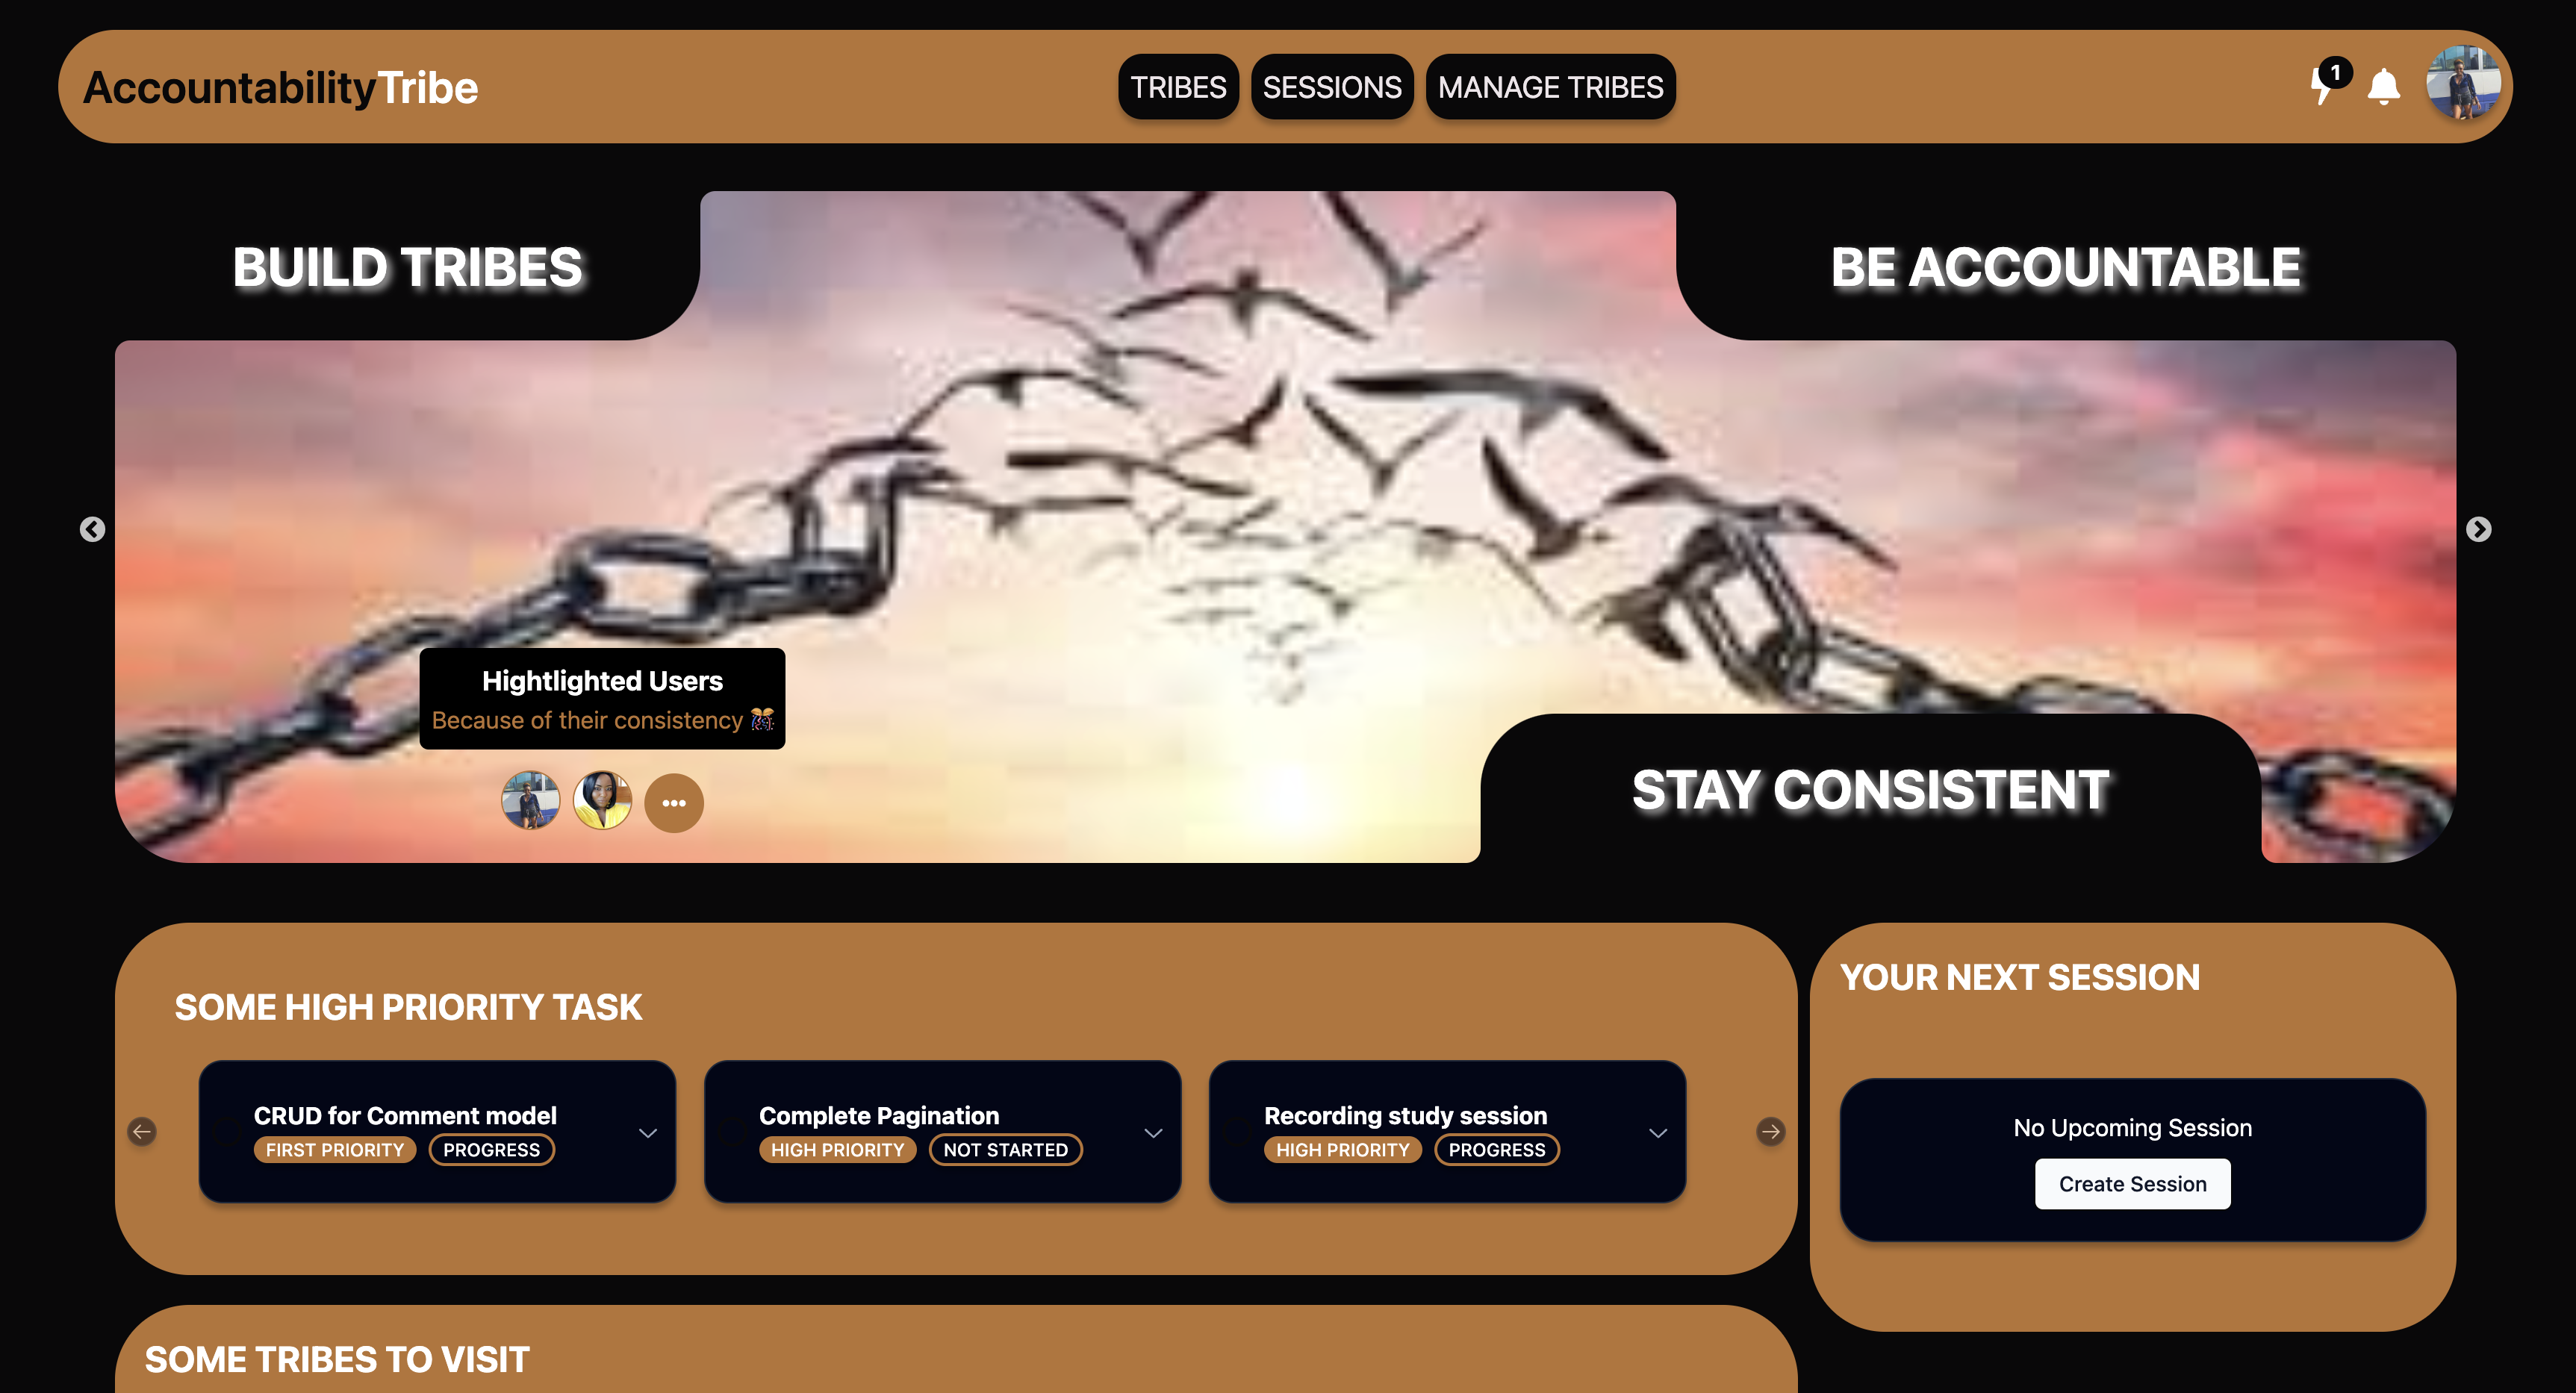 AccountabilityTribe
TRIBES
SESSIONS
MANAGE TRIBES
1
BUILD TRIBES
BE ACCOUNTABLE
Hightlighted Users
Because of their consistency 🎊
STAY CONSISTENT
SOME HIGH PRIORITY TASK
CRUD for Comment model
FIRST PRIORITY
PROGRESS
Complete Pagination
HIGH PRIORITY
NOT STARTED
Recording study session
HIGH PRIORITY
PROGRESS
YOUR NEXT SESSION
No Upcoming Session
Create Session
SOME TRIBES TO VISIT